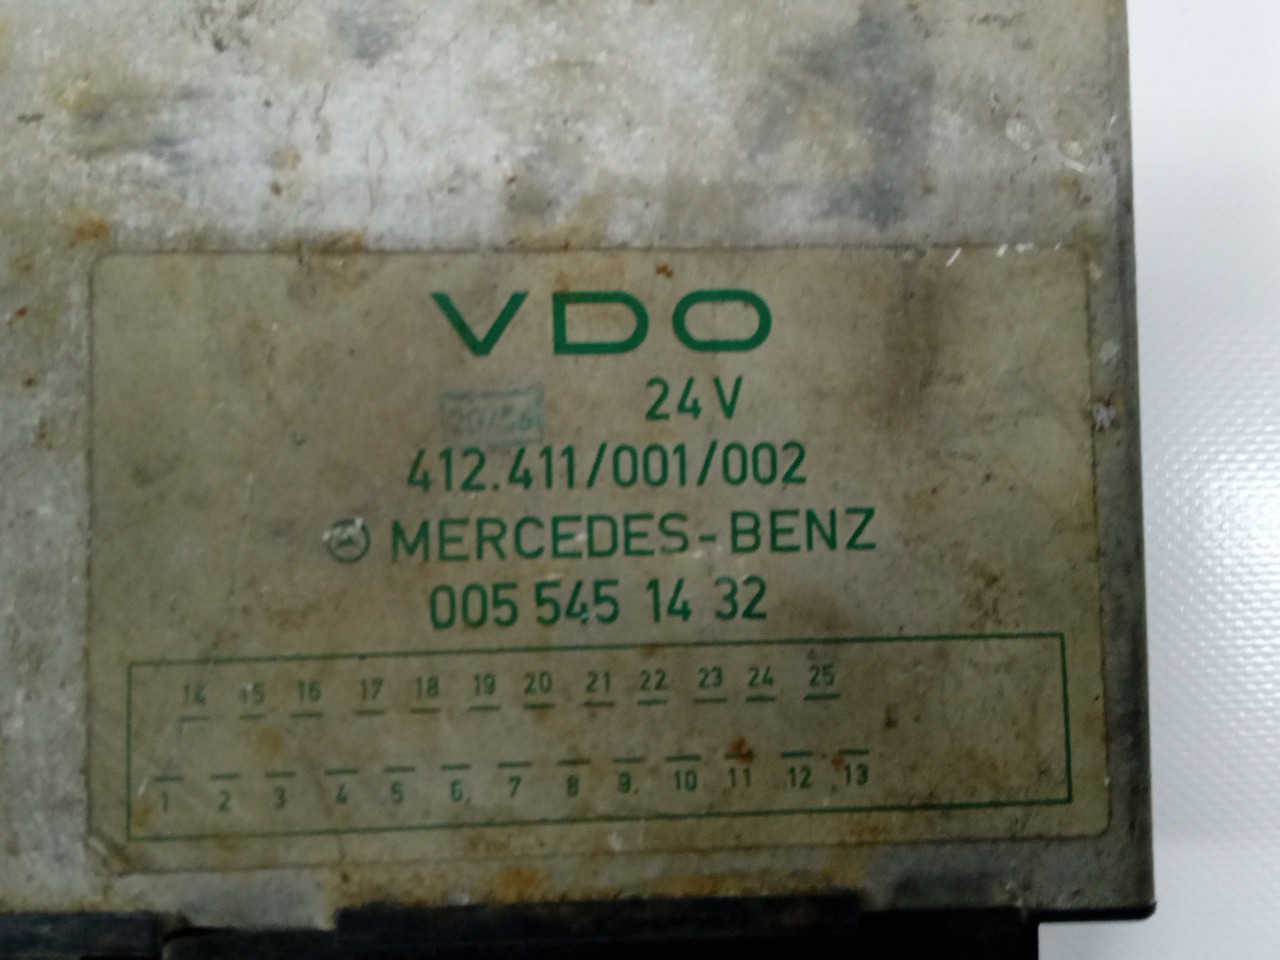 VDO
24 V
412.411/001/002
MERCEDES-BENZ
005 545 14 32
14 15 16 17 18 19 20 21 22 23 24 25
1 2 3 4 5 6 7 8 9 10 11 12 13